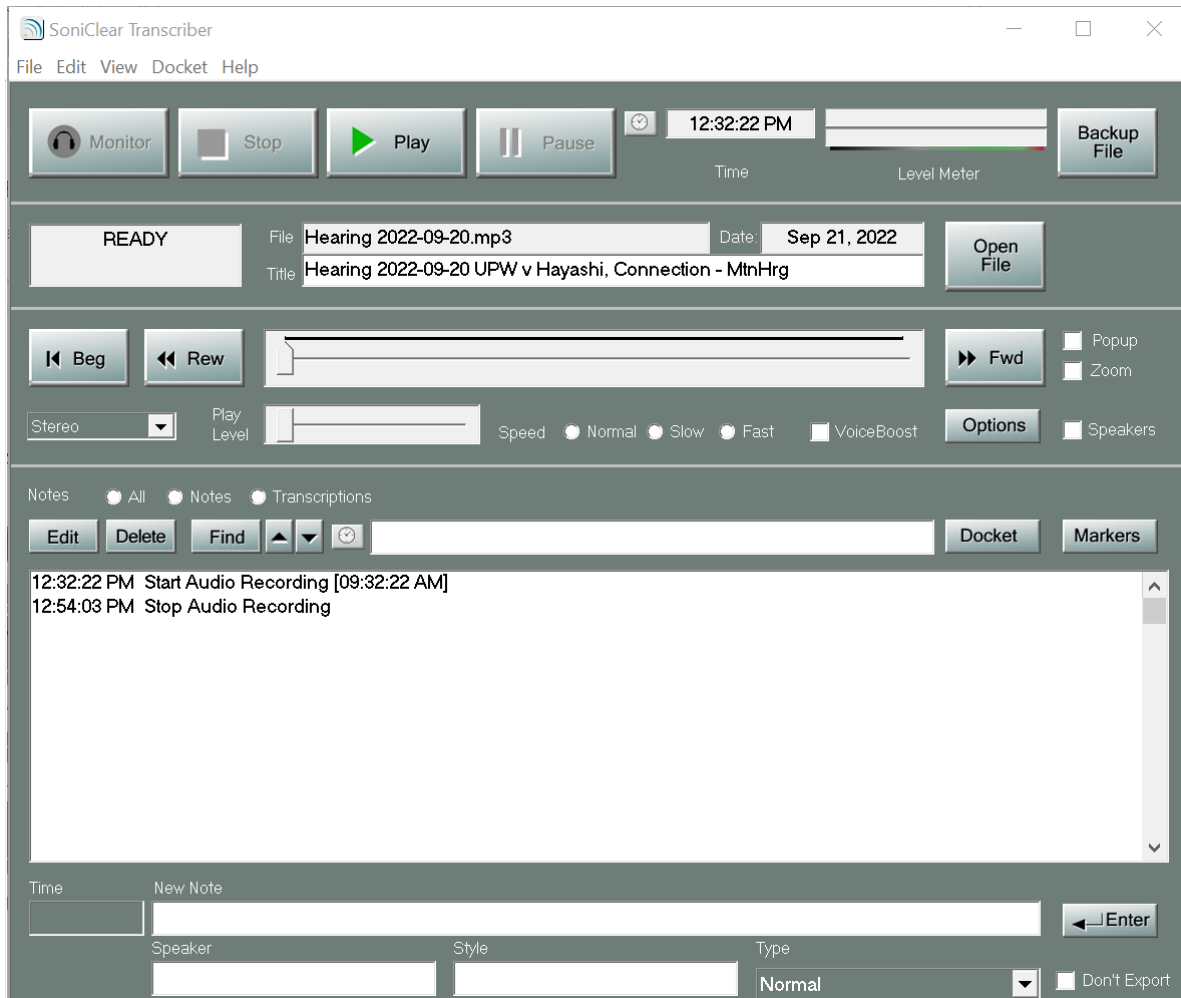 SoniClear Transcriber
File Edit View Docket Help
Monitor Stop Play Pause 12:32:22 PM Backup File
Time Level Meter
READY File Hearing 2022-09-20.mp3 Date: Sep 21, 2022 Open File
Title Hearing 2022-09-20 UPW v Hayashi, Connection - MtnHrg
Beg Rew Fwd Popup
Zoom
Stereo Play Level Speed Normal Slow Fast VoiceBoost Options Speakers
Notes All Notes Transcriptions
Edit Delete Find Docket Markers
12:32:22 PM Start Audio Recording [09:32:22 AM]
12:54:03 PM Stop Audio Recording
Time New Note
Enter
Speaker Style Type
Normal Don't Export